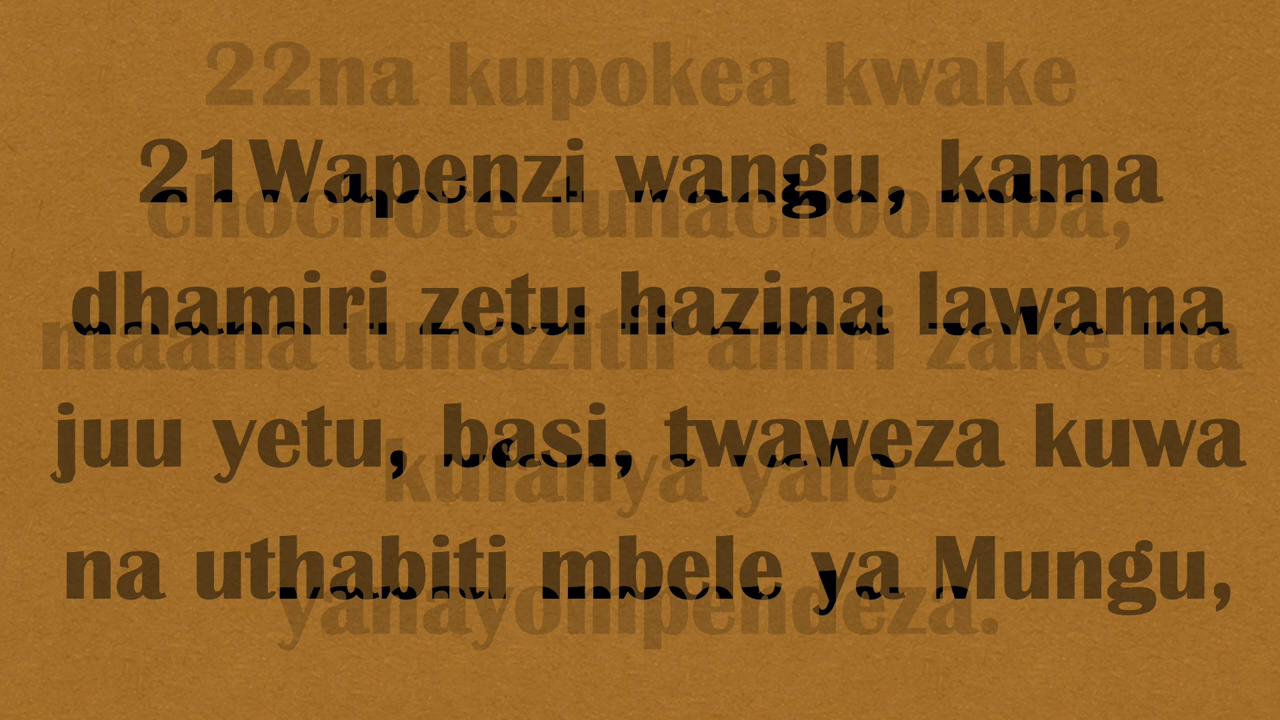 22na kupokea kwake
21Wapenzi wangu, kama
chochote tunachoomba,
dhamiri zetu hazina lawama
maana tunazitii amri zake na
juu yetu, basi, twaweza kuwa
kufanya yale
na uthabiti mbele ya Mungu,
yanayompendeza.